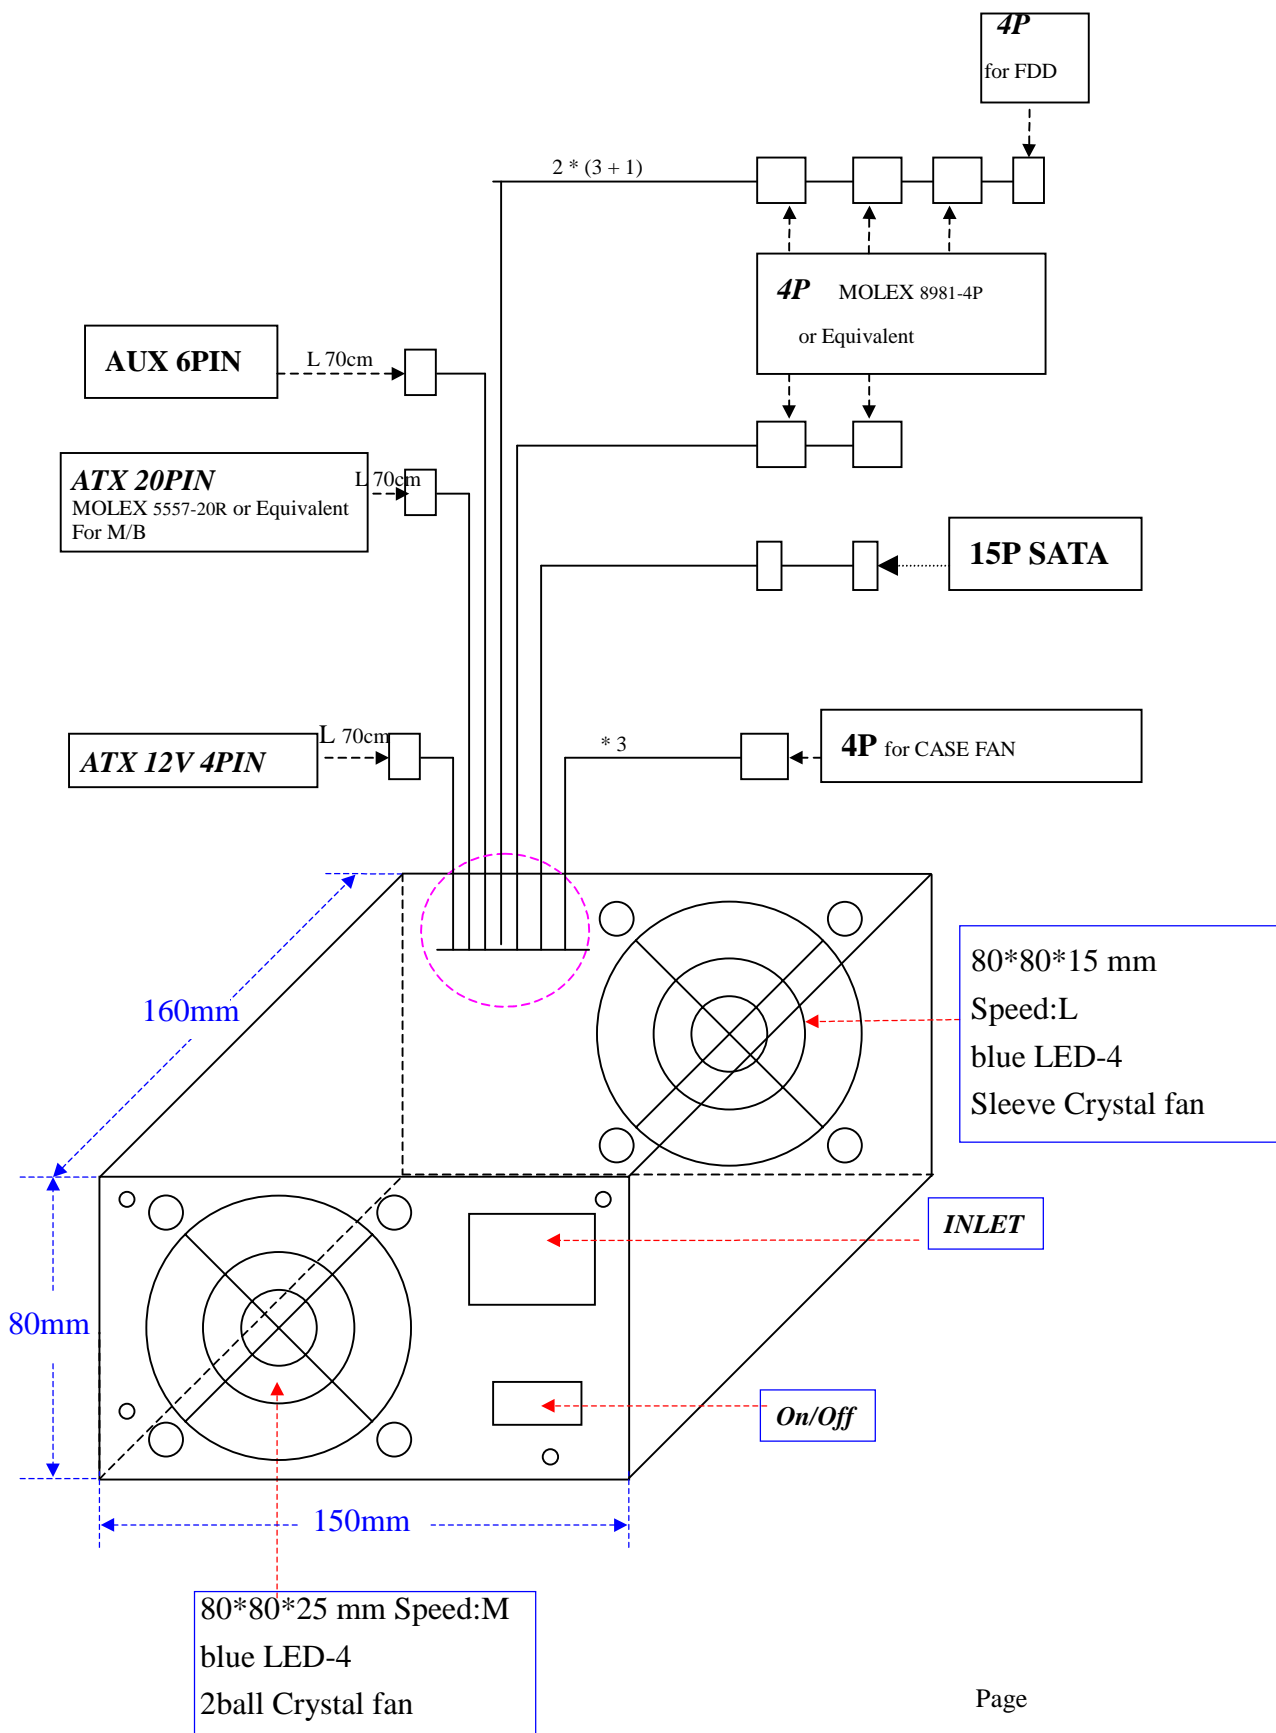 4P
for FDD
2 * (3 + 1)
4P MOLEX 8981-4P
or Equivalent
AUX 6PIN
L 70cm
ATX 20PIN
MOLEX 5557-20R or Equivalent
For M/B
L 70cm
15P SATA
ATX 12V 4PIN
L 70cm
* 3
4P for CASE FAN
160mm
80*80*15 mm
Speed:L
blue LED-4
Sleeve Crystal fan
INLET
80mm
On/Off
150mm
80*80*25 mm Speed:M
blue LED-4
2ball Crystal fan
Page